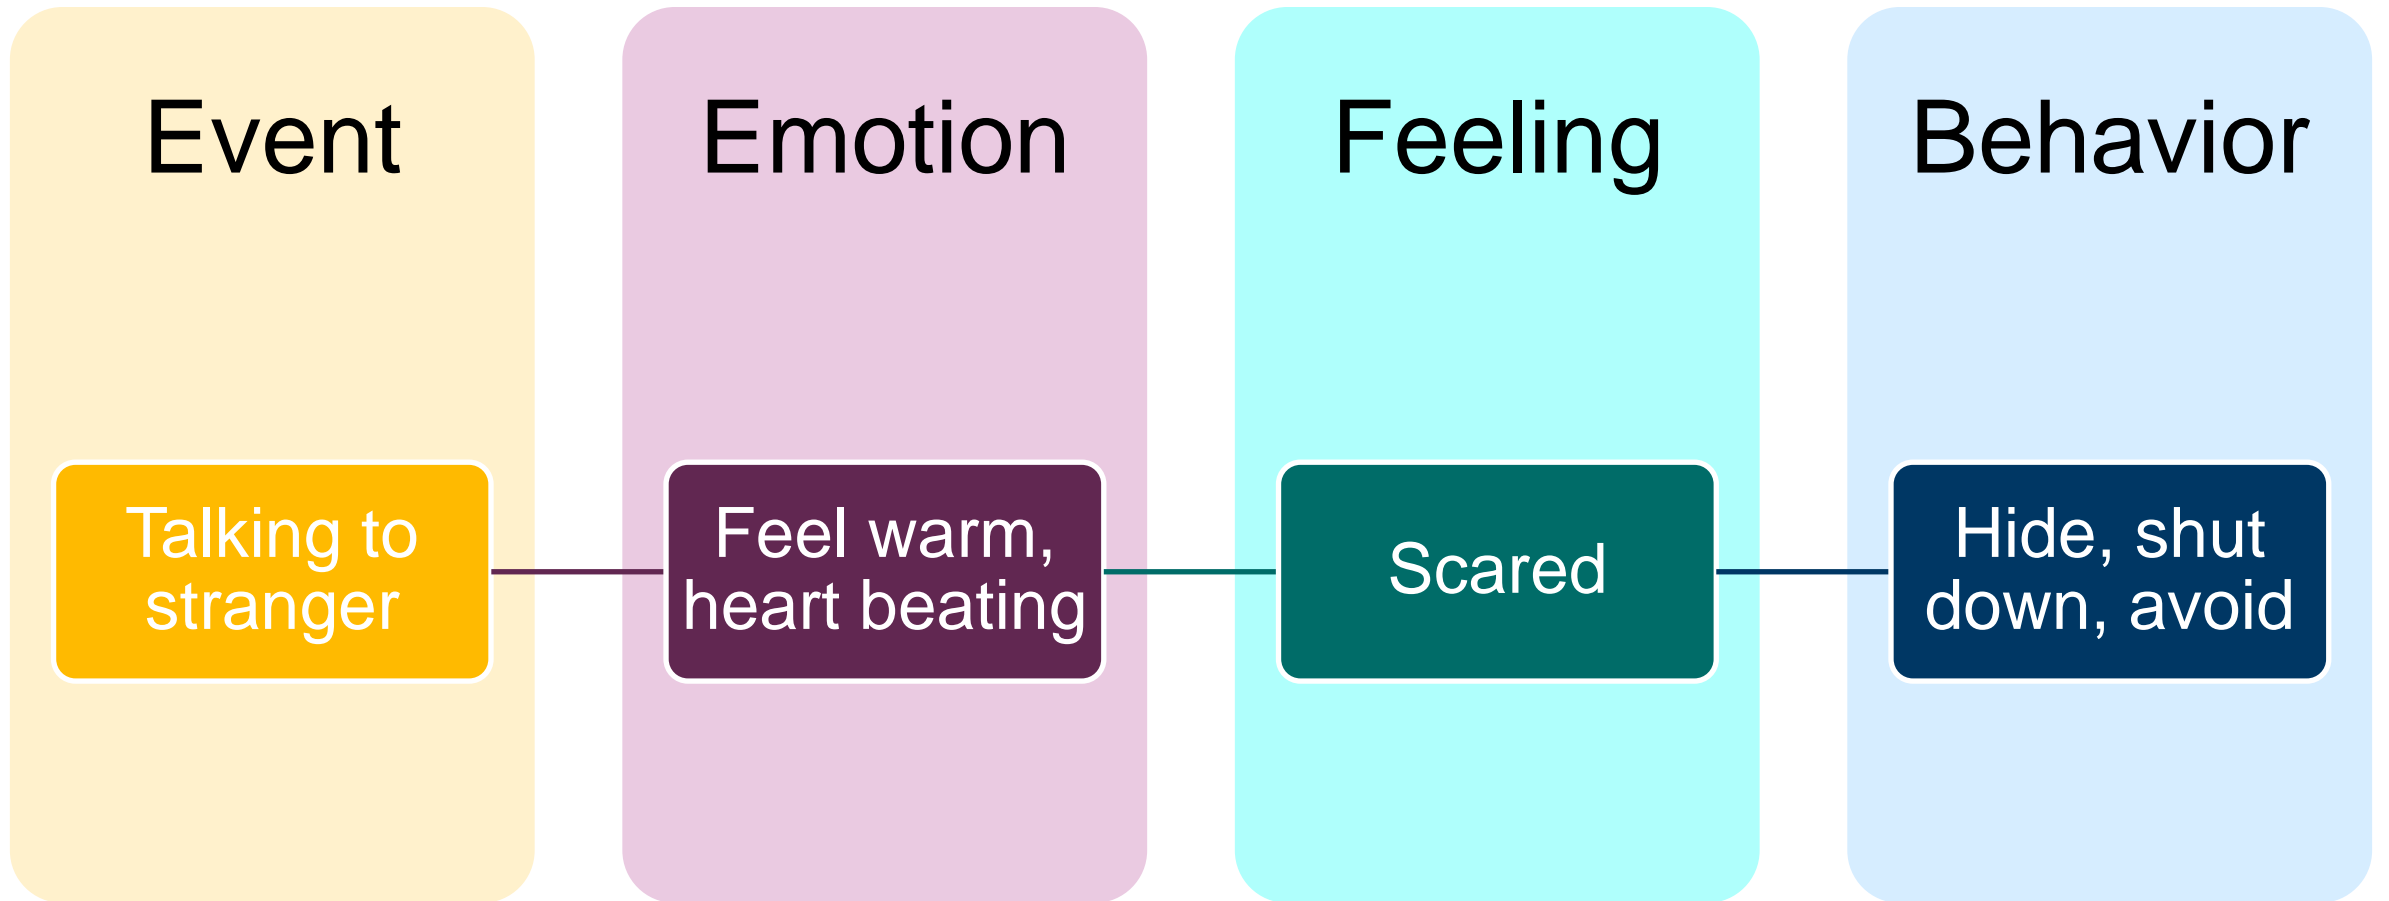 Event
Emotion
Feeling
Behavior
Talking to
stranger
Feel warm,
heart beating
Scared
Hide, shut
down, avoid